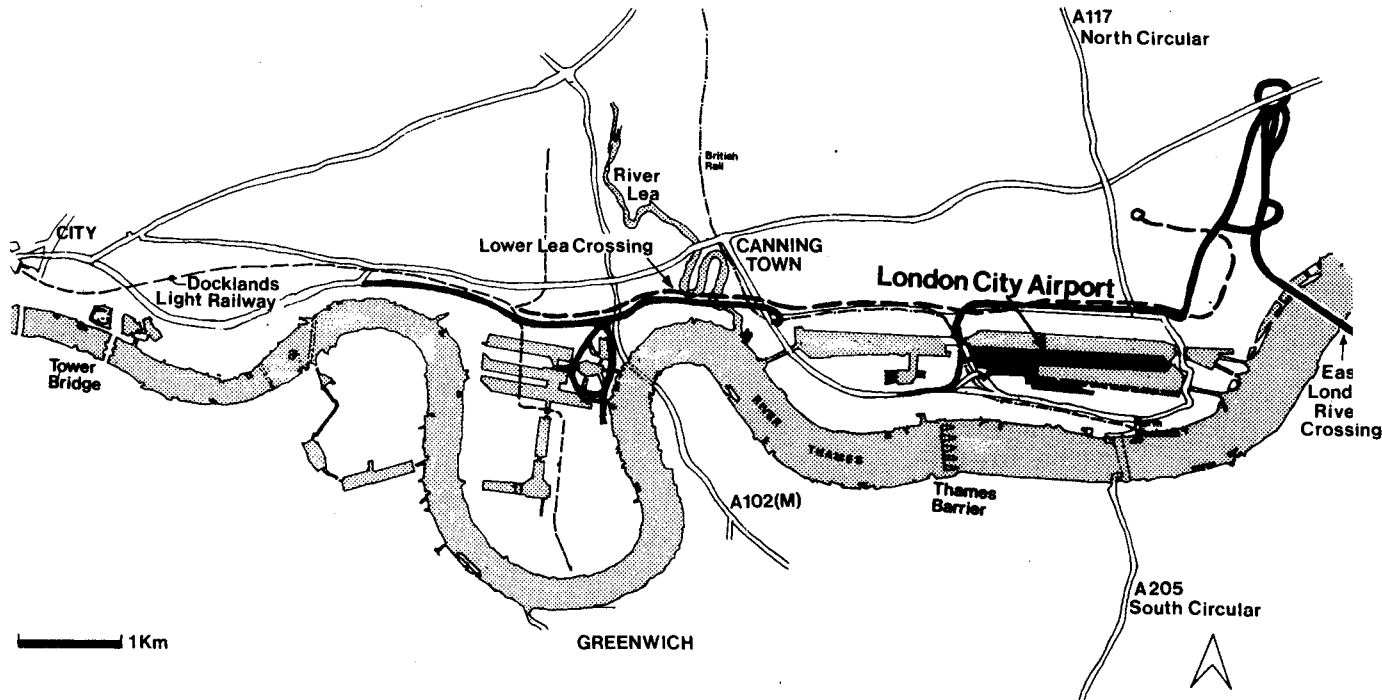 A117
North Circular
British
Rail
River
Lea
CITY
Lower Lea Crossing
CANNING
TOWN
Docklands
Light Railway
London City Airport
Tower
Bridge
Eas
Lond
Rive
Crossing
RIVER
THAMES
A102(M)
Thames
Barrier
A205
South Circular
1Km
GREENWICH